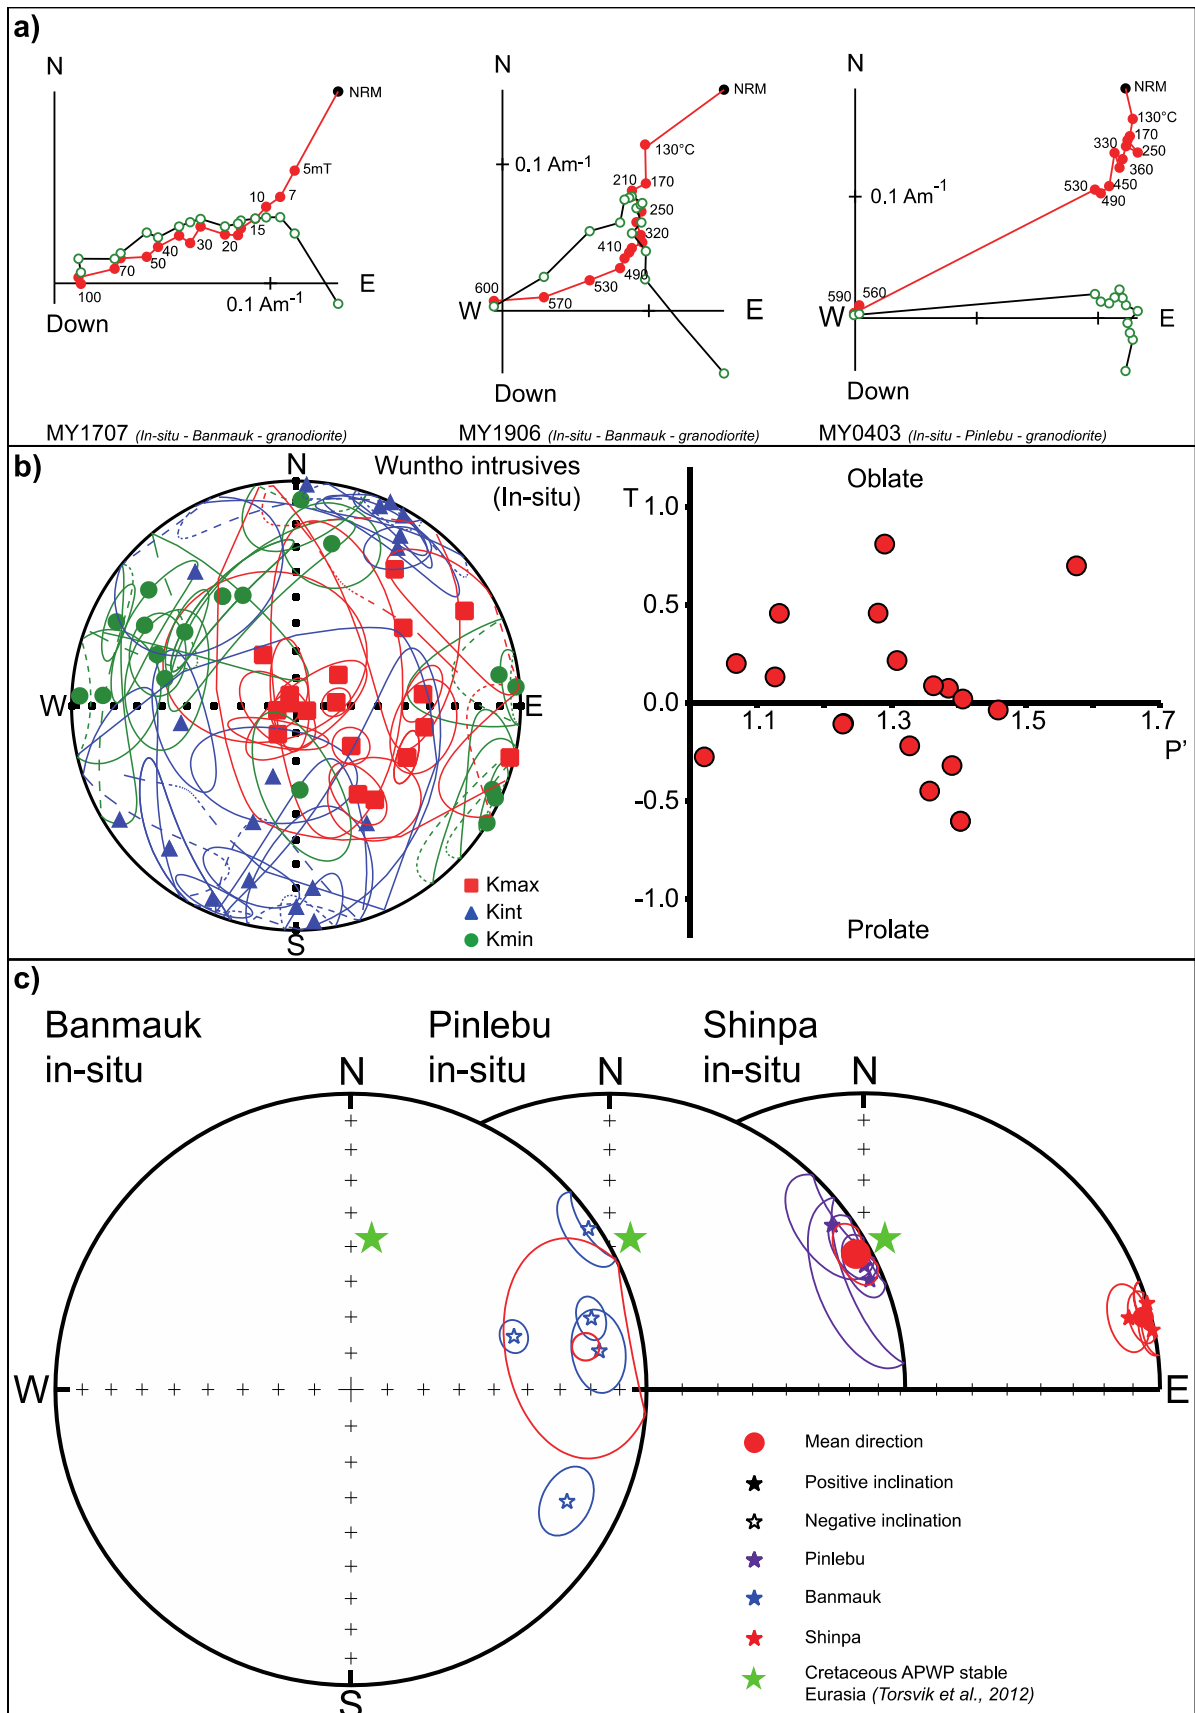 a)
N
NRM
5mT
7
10
15
20
30
40
50
70
100
0.1 Am-1
E
Down
MY1707 (In-situ - Banmauk - granodiorite)
N
NRM
130°C
0.1 Am-1
210
170
250
320
410
490
530
570
600
W
E
Down
MY1906 (In-situ - Banmauk - granodiorite)
N
NRM
130°C
170
330
250
360
450
530
490
0.1 Am-1
590
560
W
E
Down
MY0403 (In-situ - Pinlebu - granodiorite)
b)
N
Wuntho intrusives
(In-situ)
W
E
S
Kmax
Kint
Kmin
T
1.0
0.5
0.0
-0.5
-1.0
Oblate
1.1
1.3
1.5
1.7
P'
Prolate
c)
Banmauk
in-situ
Pinlebu
in-situ
Shinpa
in-situ
N
N
N
W
E
S
Mean direction
Positive inclination
Negative inclination
Pinlebu
Banmauk
Shinpa
Cretaceous APWP stable
Eurasia (Torsvik et al., 2012)